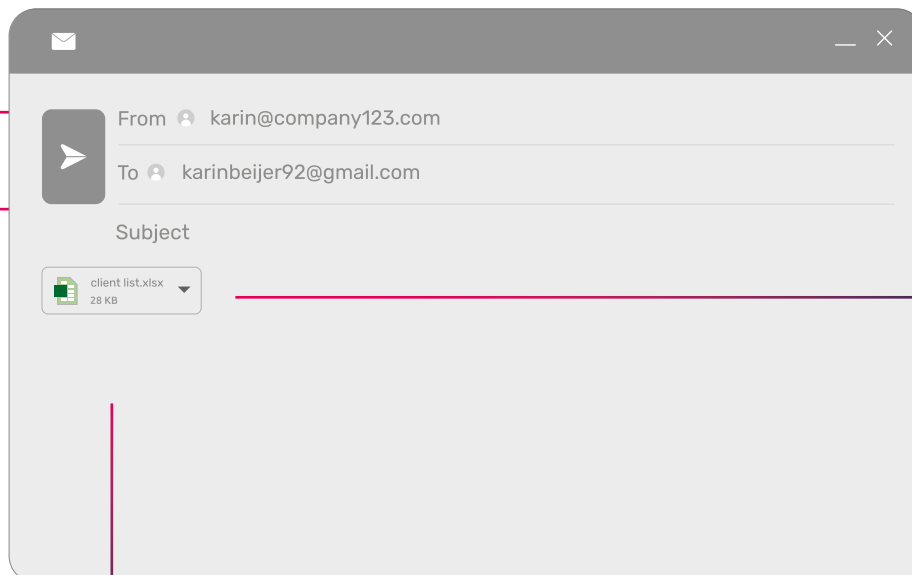 From karin@company123.com
To karinbeijer92@gmail.com
Subject
client list.xlsx
28 KB